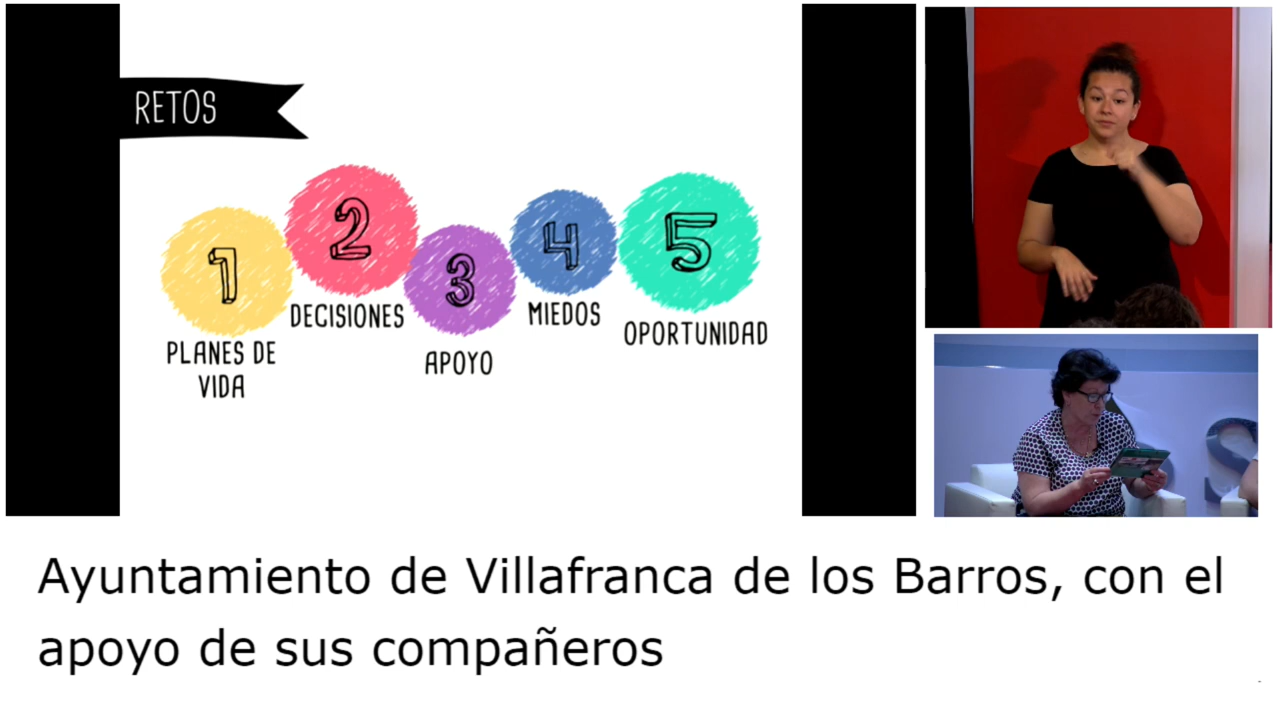 RETOS
1
PLANES DE
VIDA
2
DECISIONES
3
APOYO
4
MIEDOS
5
OPORTUNIDAD
S
Ayuntamiento de Villafranca de los Barros, con el
apoyo de sus compañeros